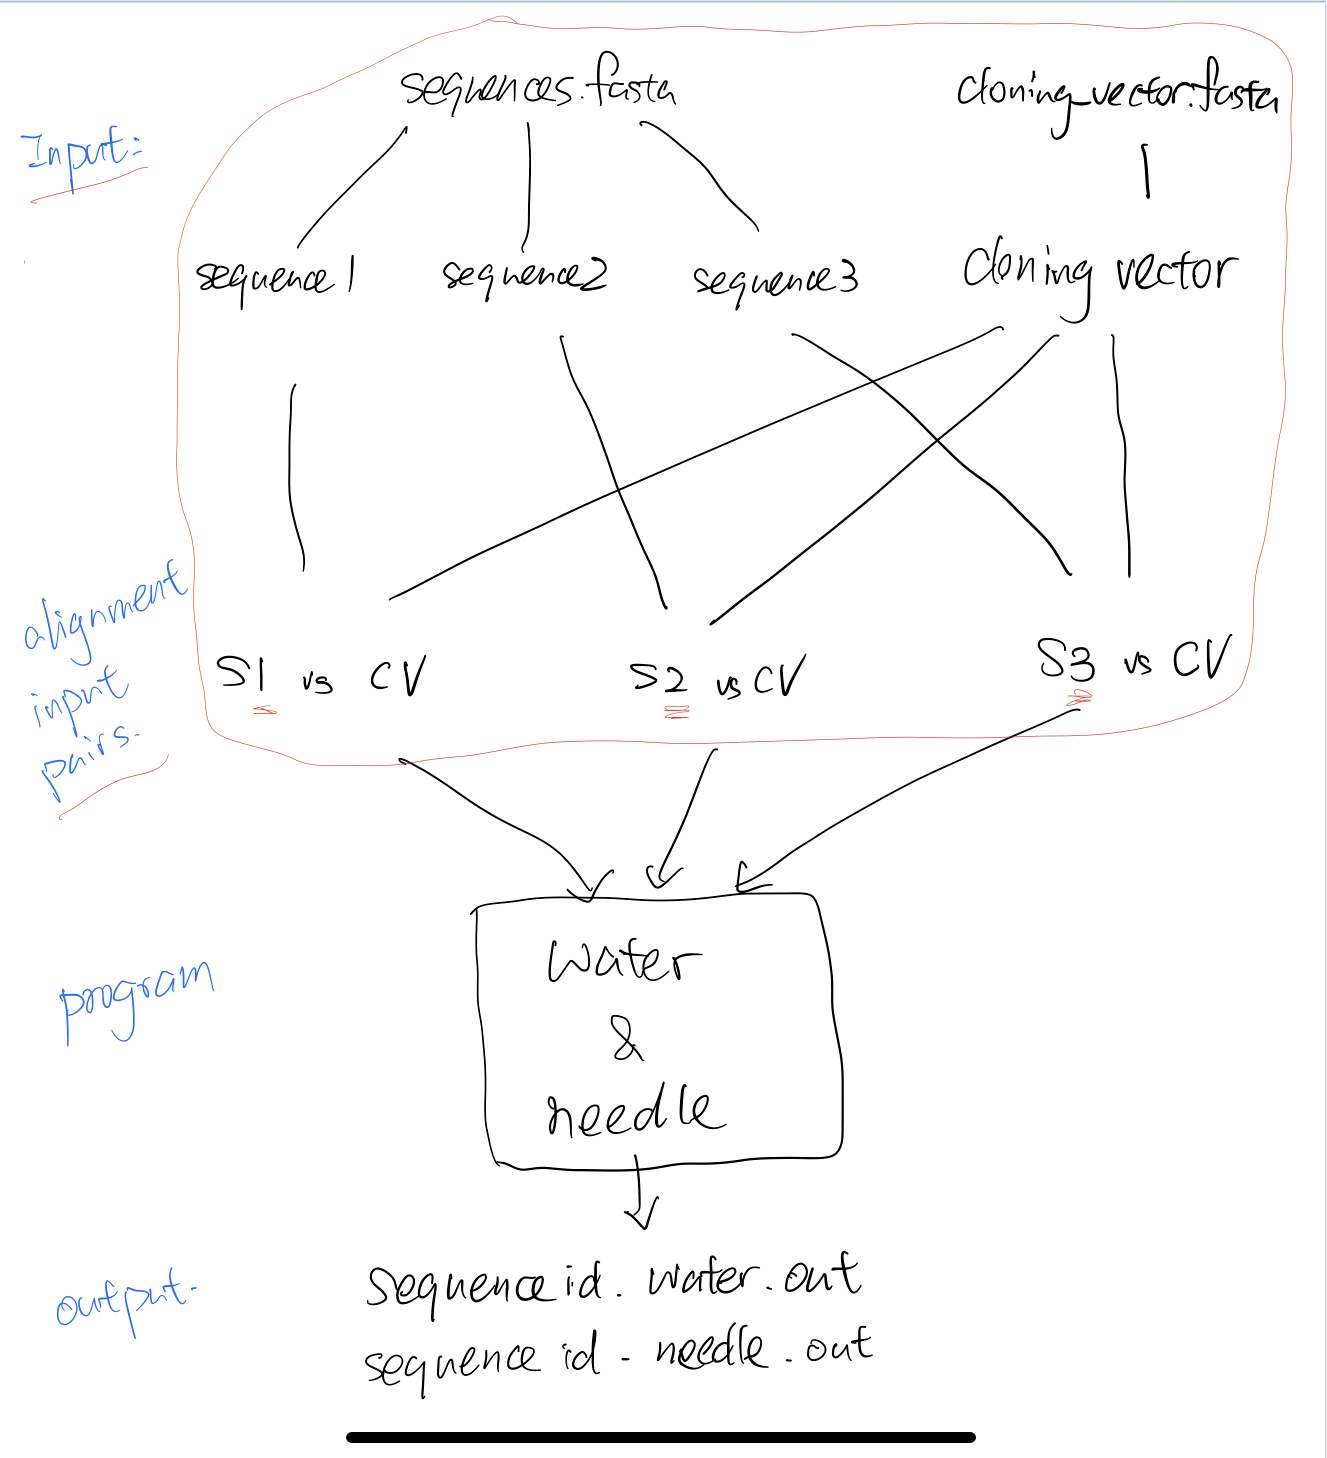 sequences.fasta
cloning_vector.fasta
Input:
sequence1
sequence2
sequence3
cloning vector
alignment
input
pairs.
S1 vs CV
S2 vs CV
S3 vs CV
program
water
&
needle
output.
sequence id. water.out
sequence id. needle.out